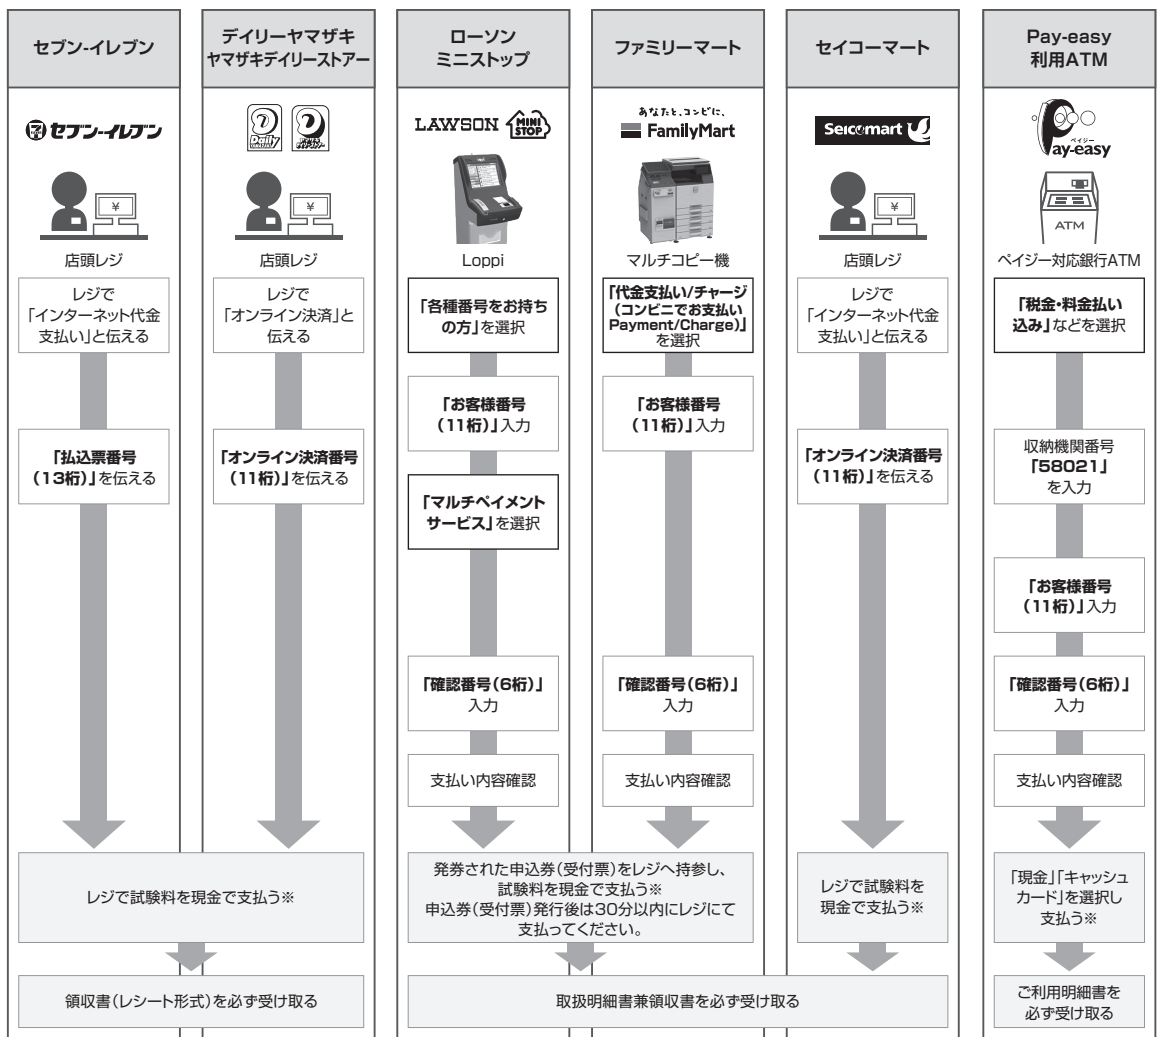 セブン-イレブン
デイリーヤマザキ
ヤマザキデイリーストアー
ローソン
ミニストップ
ファミリーマート
セイコーマート
Pay-easy
利用ATM
セブン-イレブン
Daily
LAWSON
MINI
STOP
あなたと、コンビに、
FamilyMart
Seicomart
ペイジー
Pay-easy
¥
¥
¥
ATM
店頭レジ
店頭レジ
Loppi
マルチコピー機
店頭レジ
ペイジー対応銀行ATM
レジで
「インターネット代金
支払い」と伝える
レジで
「オンライン決済」と
伝える
「各種番号をお持ち
の方」を選択
「代金支払い/チャージ
(コンビニでお支払い
Payment/Charge)」
を選択
レジで
「インターネット代金
支払い」と伝える
「税金・料金払い
込み」などを選択
「お客様番号
(11桁)」入力
「お客様番号
(11桁)」入力
「払込票番号
(13桁)」を伝える
「オンライン決済番号
(11桁)」を伝える
「マルチペイメント
サービス」を選択
「オンライン決済番号
(11桁)」を伝える
収納機関番号
「58021」
を入力
「お客様番号
(11桁)」入力
「確認番号(6桁)」
入力
「確認番号(6桁)」
入力
「確認番号(6桁)」
入力
支払い内容確認
支払い内容確認
支払い内容確認
レジで試験料を現金で支払う※
発券された申込券(受付票)をレジへ持参し、
試験料を現金で支払う※
申込券(受付票)発行後は30分以内にレジにて
支払ってください。
レジで試験料を
現金で支払う※
「現金」「キャッシュ
カード」を選択し
支払う※
領収書(レシート形式)を必ず受け取る
取扱明細書兼領収書を必ず受け取る
ご利用明細書を
必ず受け取る